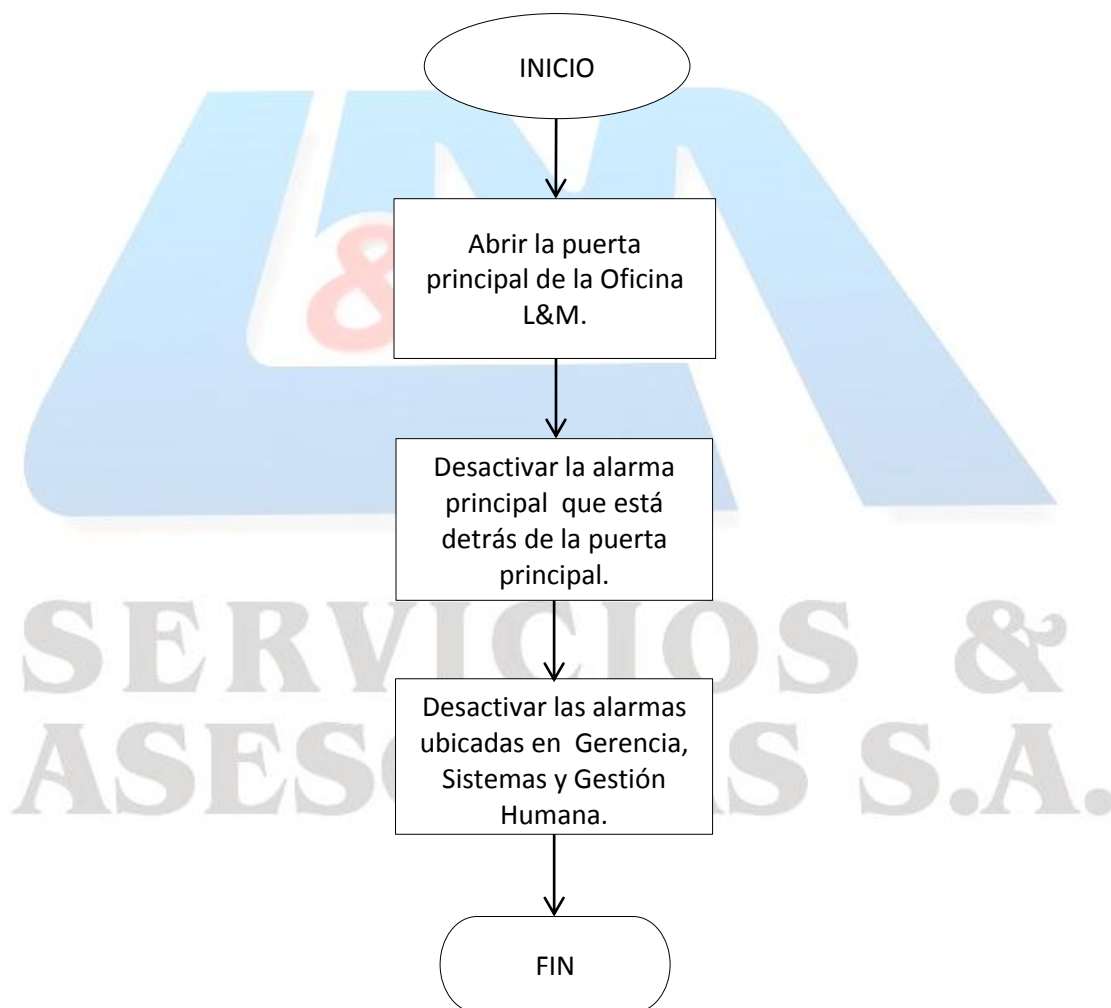 INICIO
Abrir la puerta
principal de la Oficina
L&M.
Desactivar la alarma
principal que está
detrás de la puerta
principal.
SERVICIOS &
Desactivar las alarmas
ubicadas en Gerencia,
Sistemas y Gestión
Humana.
S.A.
FIN